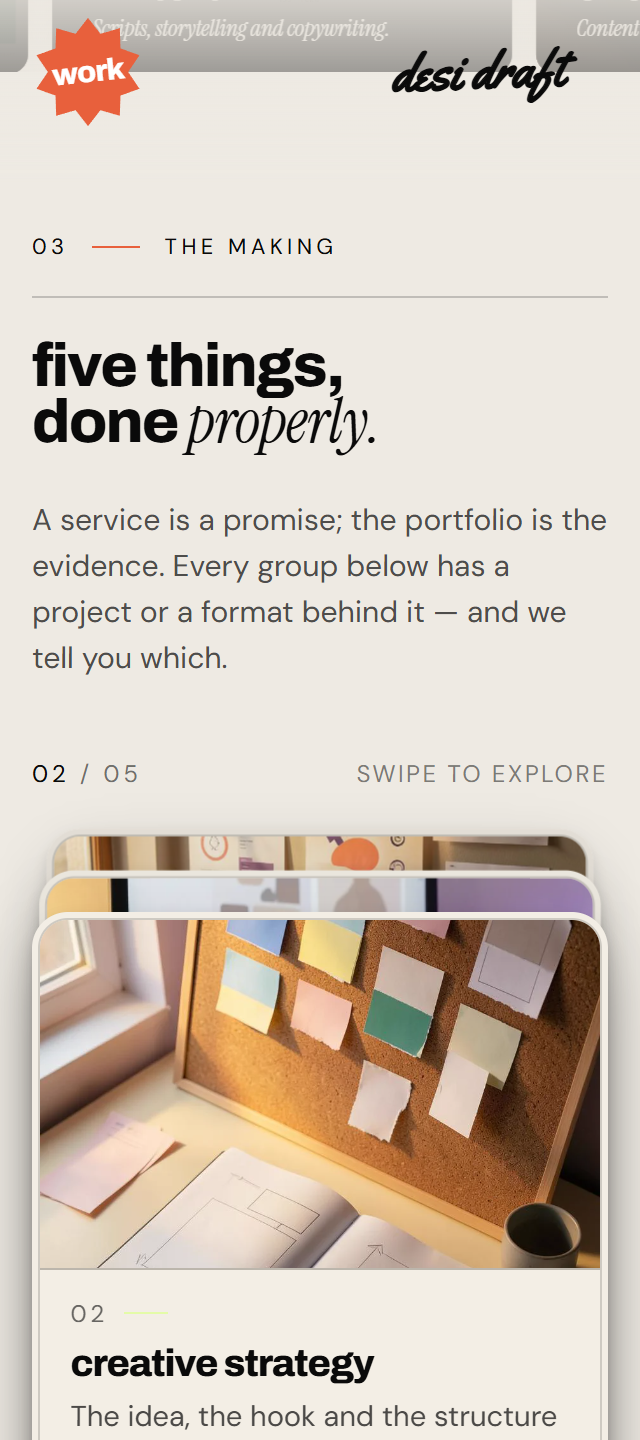 Scripts, storytelling and copywriting.
Content
work
desi draft
03 — THE MAKING
five things,
done properly.
A service is a promise; the portfolio is the
evidence. Every group below has a
project or a format behind it — and we
tell you which.
02 / 05
SWIPE TO EXPLORE
02
creative strategy
The idea, the hook and the structure